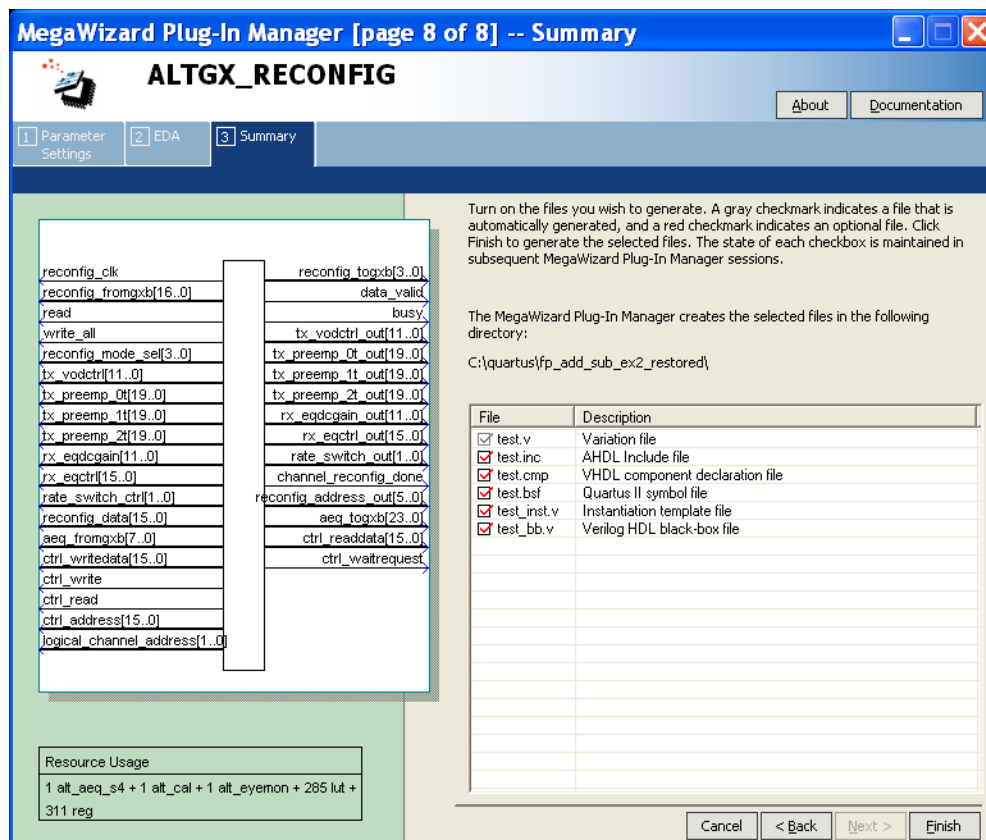 MegaWizard Plug-In Manager [page 8 of 8] -- Summary
ALTGX_RECONFIG
About
Documentation
1 Parameter Settings
2 EDA
3 Summary
reconfig_clk
reconfig_fromgxb[16..0]
read
write_all
reconfig_mode_sel[3..0]
tx_vodctrl[11..0]
tx_preemp_0t[19..0]
tx_preemp_1t[19..0]
tx_preemp_2t[19..0]
rx_eqdcgain[11..0]
rx_eqctrl[15..0]
rate_switch_ctrl[1..0]
reconfig_data[15..0]
aeq_fromgxb[7..0]
ctrl_writedata[15..0]
ctrl_write
ctrl_read
ctrl_address[15..0]
logical_channel_address[1..0]
reconfig_togxb[3..0]
data_valid
busy
tx_vodctrl_out[11..0]
tx_preemp_0t_out[19..0]
tx_preemp_1t_out[19..0]
tx_preemp_2t_out[19..0]
rx_eqdcgain_out[11..0]
rx_eqctrl_out[15..0]
rate_switch_out[1..0]
channel_reconfig_done
reconfig_address_out[5..0]
aeq_togxb[23..0]
ctrl_readdata[15..0]
ctrl_waitrequest
Resource Usage
1 alt_aeq_s4 + 1 alt_cal + 1 alt_eyemon + 285 lut +
311 reg
Turn on the files you wish to generate. A gray checkmark indicates a file that is
automatically generated, and a red checkmark indicates an optional file. Click
Finish to generate the selected files. The state of each checkbox is maintained in
subsequent MegaWizard Plug-In Manager sessions.
The MegaWizard Plug-In Manager creates the selected files in the following
directory:
C:\quartus\fp_add_sub_ex2_restored\
File Description
test.v Variation file
test.inc AHDL Include file
test.cmp VHDL component declaration file
test.bsf Quartus II symbol file
test_inst.v Instantiation template file
test_bb.v Verilog HDL black-box file
Cancel
< Back
Next >
Finish